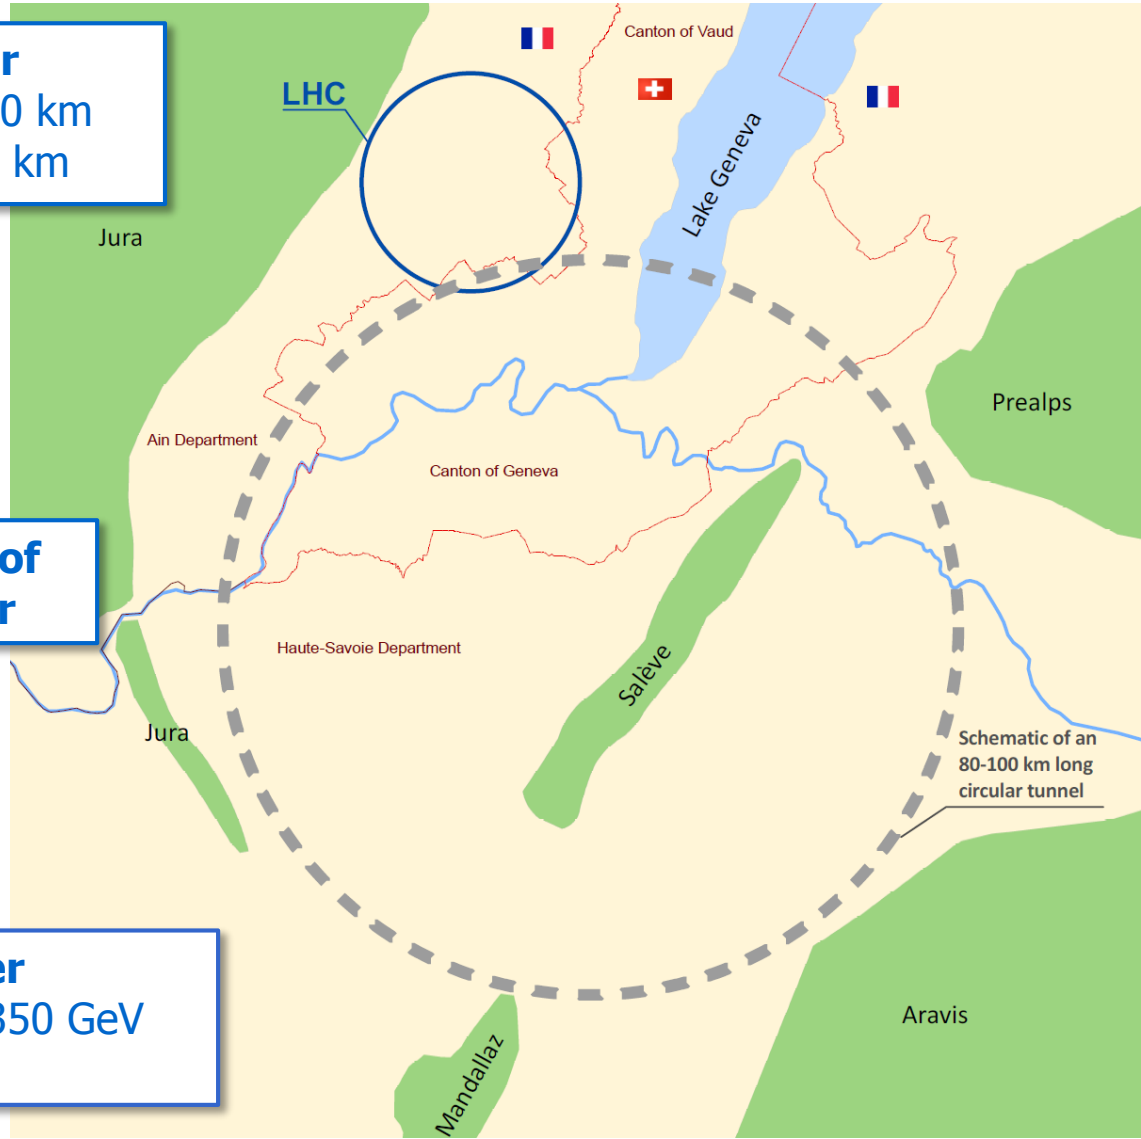 r
0 km
km
LHC
Canton of Vaud
Lake Geneva
Jura
Prealps
Ain Department
Canton of Geneva
of
r
Haute-Savoie Department
Salève
Jura
Schematic of an
80-100 km long
circular tunnel
er
350 GeV
Aravis
Mandallaz